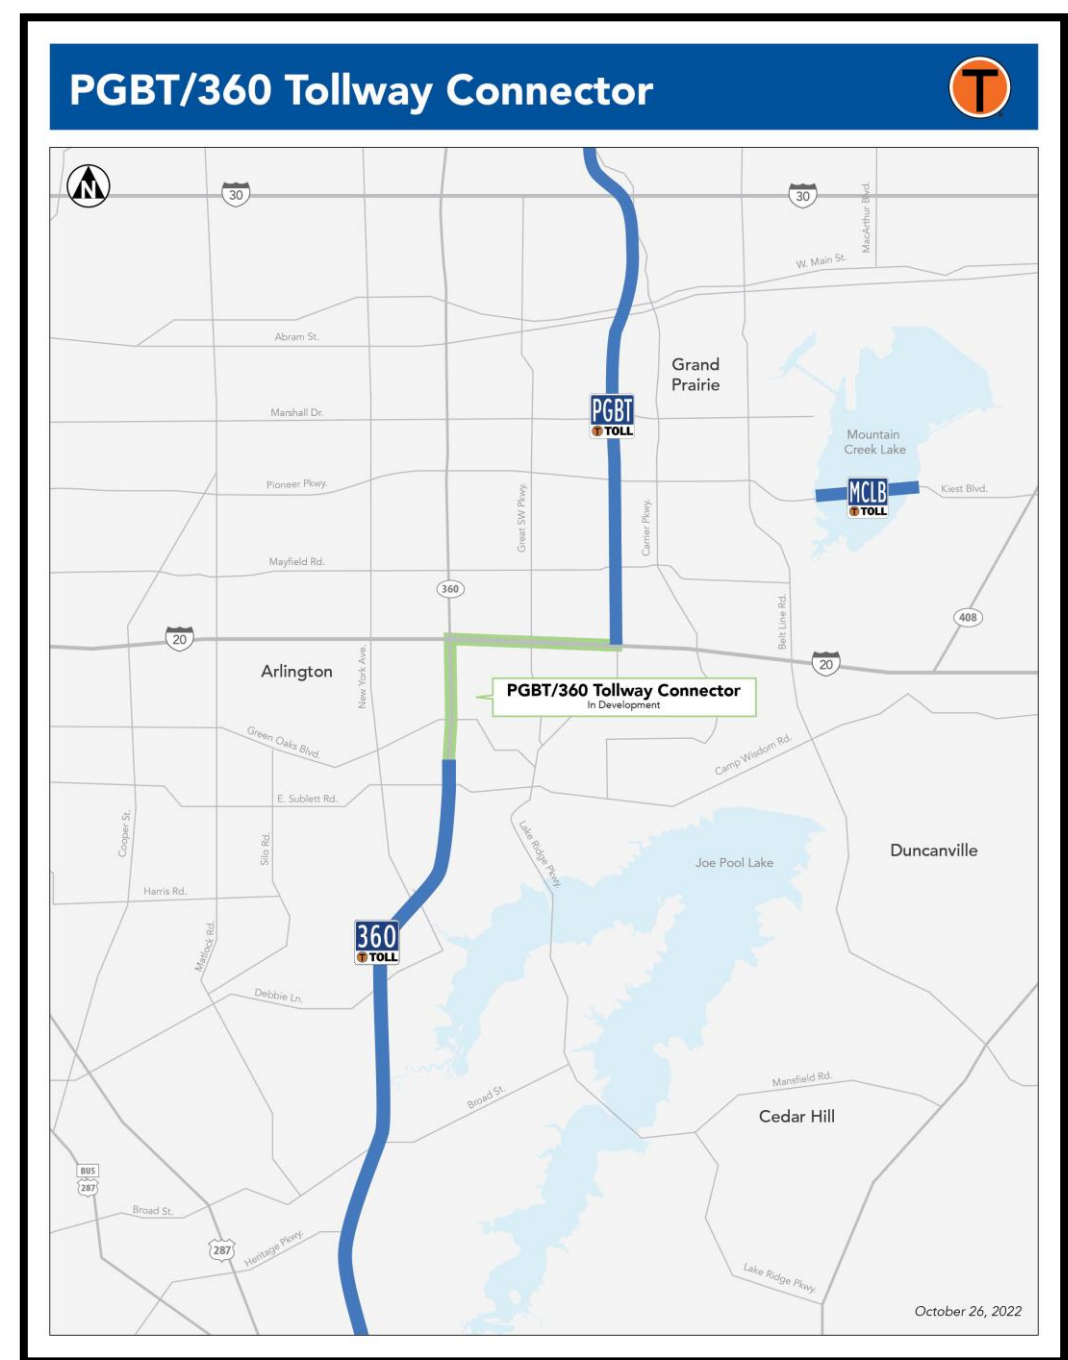 PGBT/360 Tollway Connector
T
N
30
30
MacArthur Blvd.
W. Main St.
Abram St.
Grand
Prairie
Marshall Dr.
PGBT
T TOLL
Mountain
Creek Lake
Pioneer Pkwy.
Great SW Pkwy.
Carrier Pkwy.
MCLB
T TOLL
Kiest Blvd.
Mayfield Rd.
360
Belt Line Rd.
408
20
20
Arlington
New York Ave.
PGBT/360 Tollway Connector
In Development
Green Oaks Blvd.
Camp Wisdom Rd.
E. Sublett Rd.
Cooper St.
Silo Rd.
Lake Ridge Pkwy.
Joe Pool Lake
Duncanville
Harris Rd.
Matlock Rd.
360
T TOLL
Debbie Ln.
Broad St.
Mansfield Rd.
Cedar Hill
BUS
287
Broad St.
287
Heritage Pkwy.
Lake Ridge Pkwy.
October 26, 2022